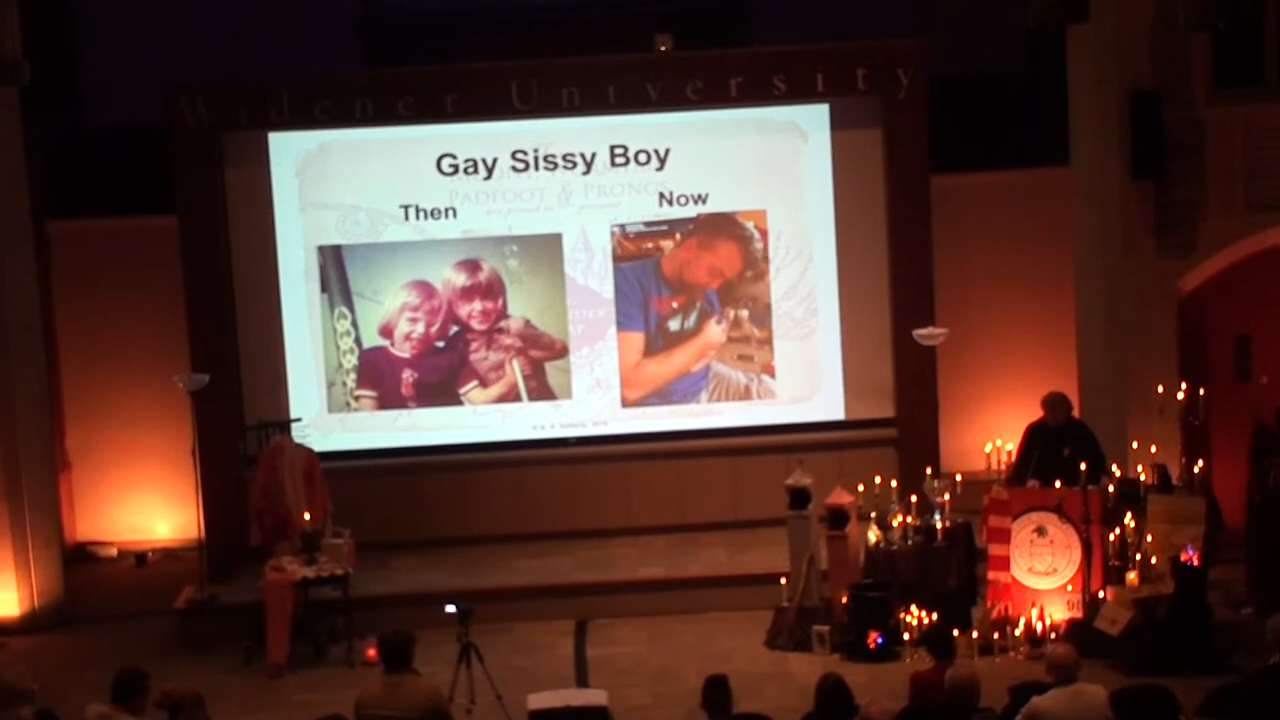 Widener University
Gay Sissy Boy
PADFOOT & PRONGS
Then
Now